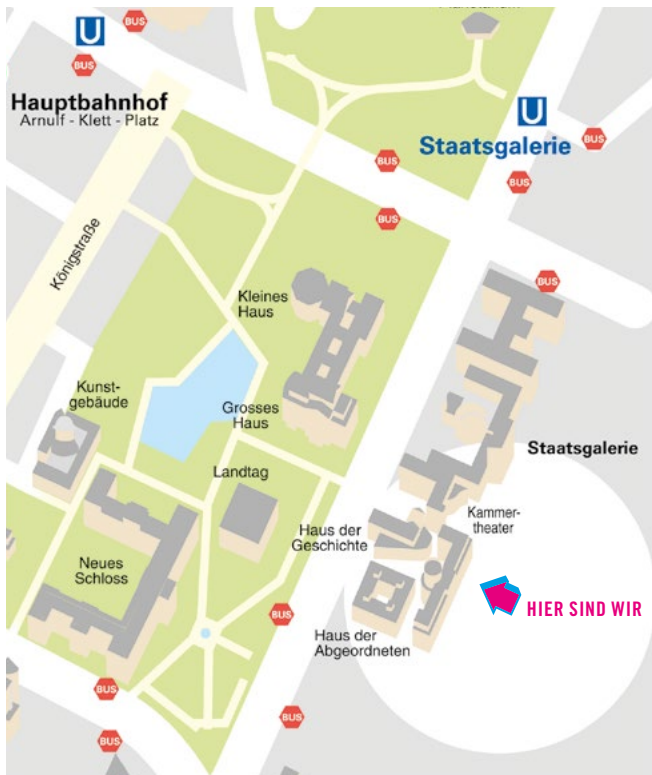 U
BUS
BUS
Hauptbahnhof
Arnulf - Klett - Platz
U
Staatsgalerie
BUS
BUS
BUS
BUS
BUS
Königstraße
Kleines
Haus
Kunst-
gebäude
Grosses
Haus
Landtag
Staatsgalerie
Kammer-
theater
Haus der
Geschichte
Neues
Schloss
HIER SIND WIR
Haus der
Abgeordneten
BUS
BUS
BUS
BUS